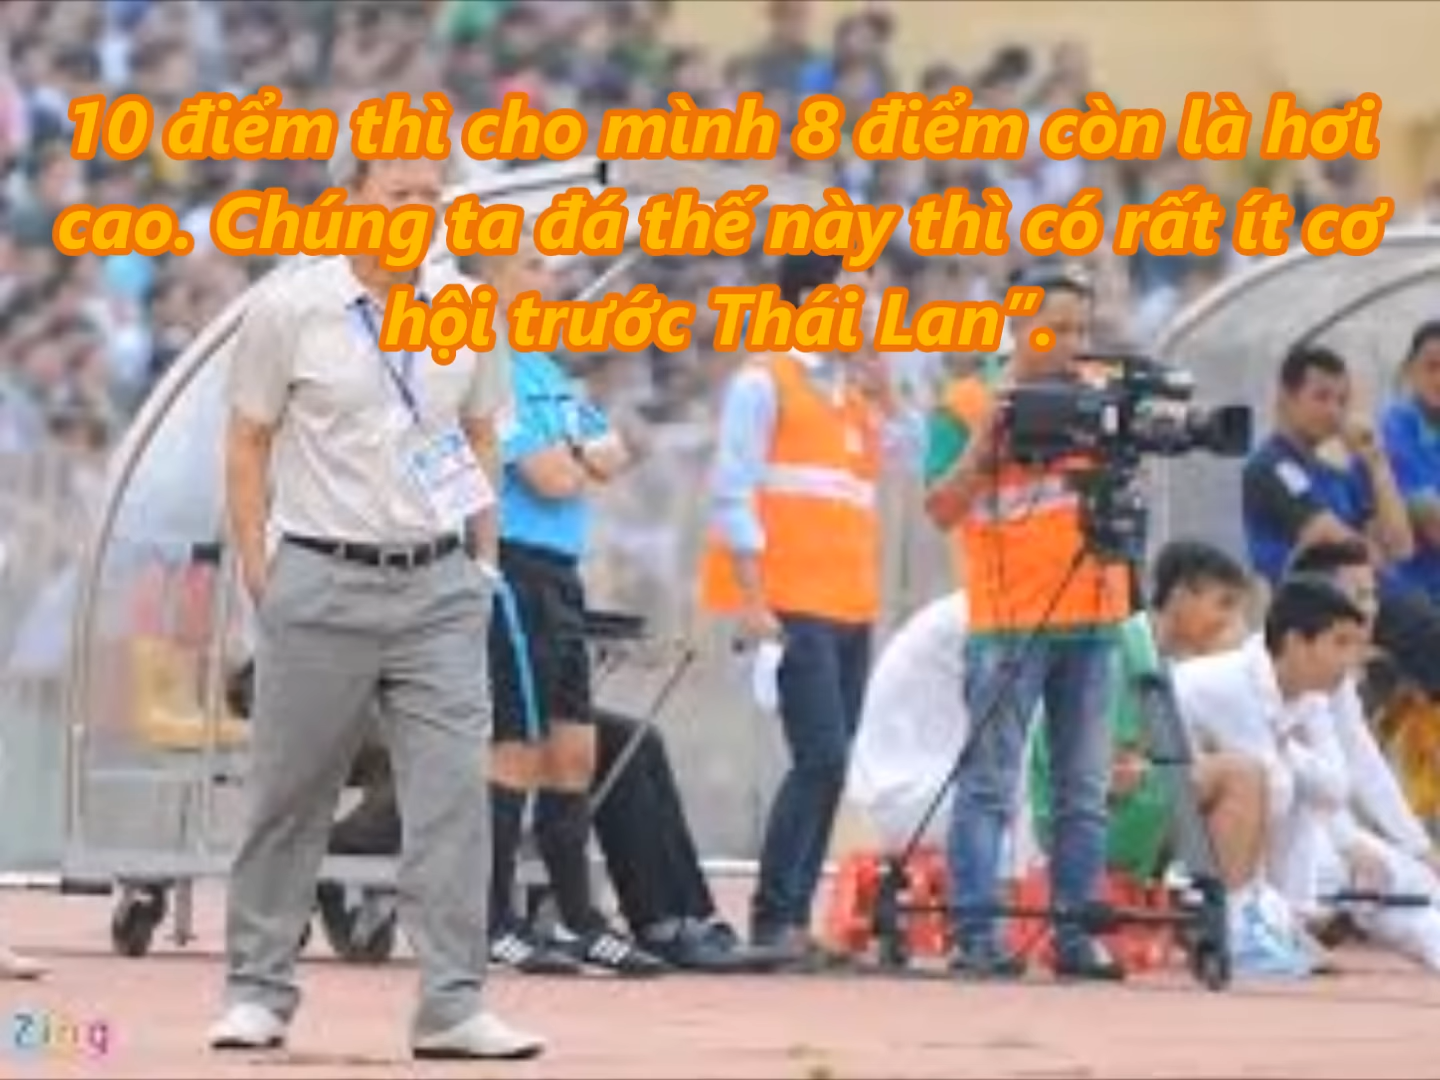 10 điểm thì cho mình 8 điểm còn là hơi
cao. Chúng ta đá thế này thì có rất ít cơ
hội trước Thái Lan”.
Zing